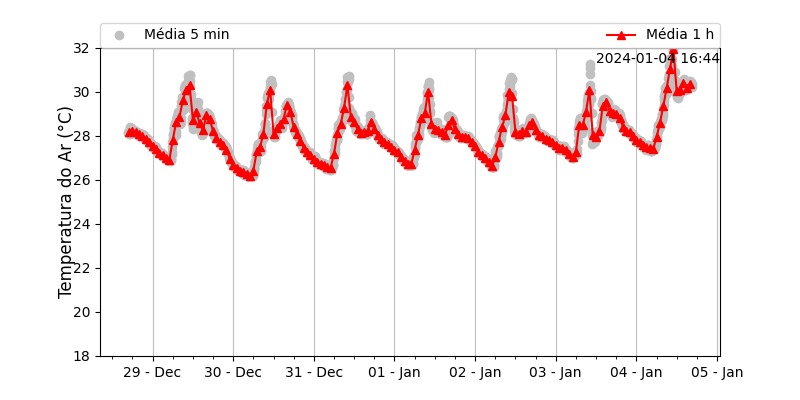 Média 5 min
Média 1 h
2024-01-04 16:44
Temperatura do Ar (°C)
32
30
28
26
24
22
20
18
29 - Dec
30 - Dec
31 - Dec
01 - Jan
02 - Jan
03 - Jan
04 - Jan
05 - Jan